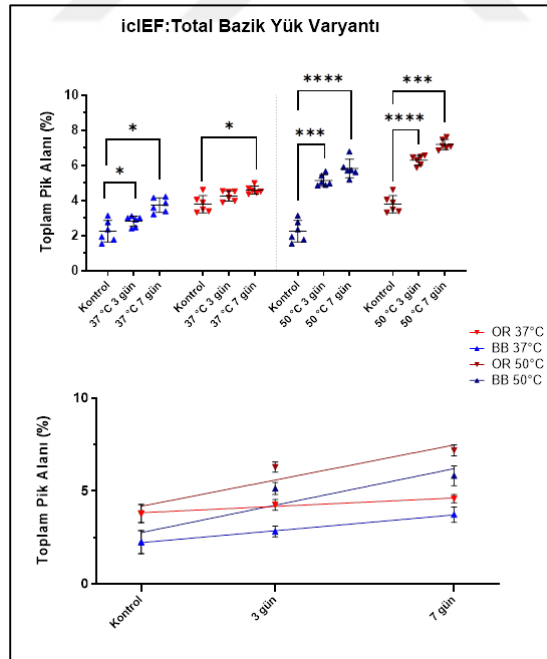 icIEF:Total Bazik Yük Varyantı
Toplam Pik Alanı (%)
10
8
6
4
2
0
*
*
*
****
***
***
****
Kontrol
37 °C 3 gün
37 °C 7 gün
Kontrol
37 °C 3 gün
37 °C 7 gün
Kontrol
50 °C 3 gün
50 °C 7 gün
Kontrol
50 °C 3 gün
50 °C 7 gün
OR 37°C
BB 37°C
OR 50°C
BB 50°C
Toplam Pik Alanı (%)
10
5
0
Kontrol
3 gün
7 gün